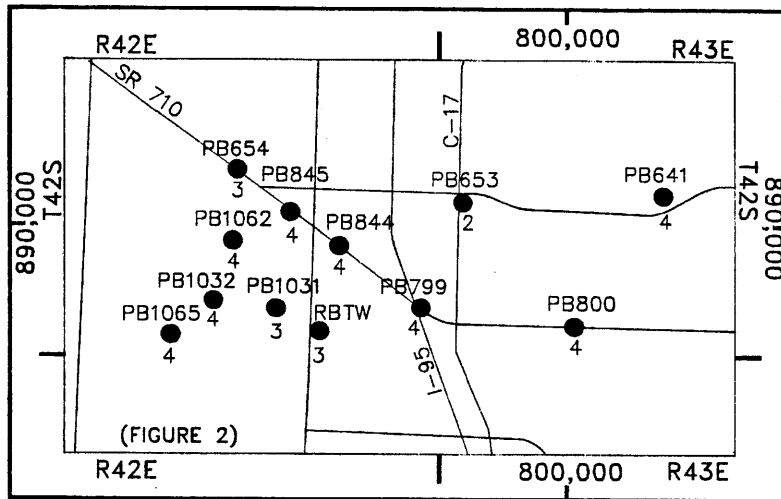 R42E
800,000
R43E
SR 710
C-17
PB654
3
PB845
4
PB653
2
PB641
4
T42S
890,000
T42S
890,000
PB1062
4
PB844
4
PB1032
4
PB1031
3
PB799
4
PB1065
4
RBTW
3
PB800
4
I-95
(FIGURE 2)
R42E
800,000
R43E